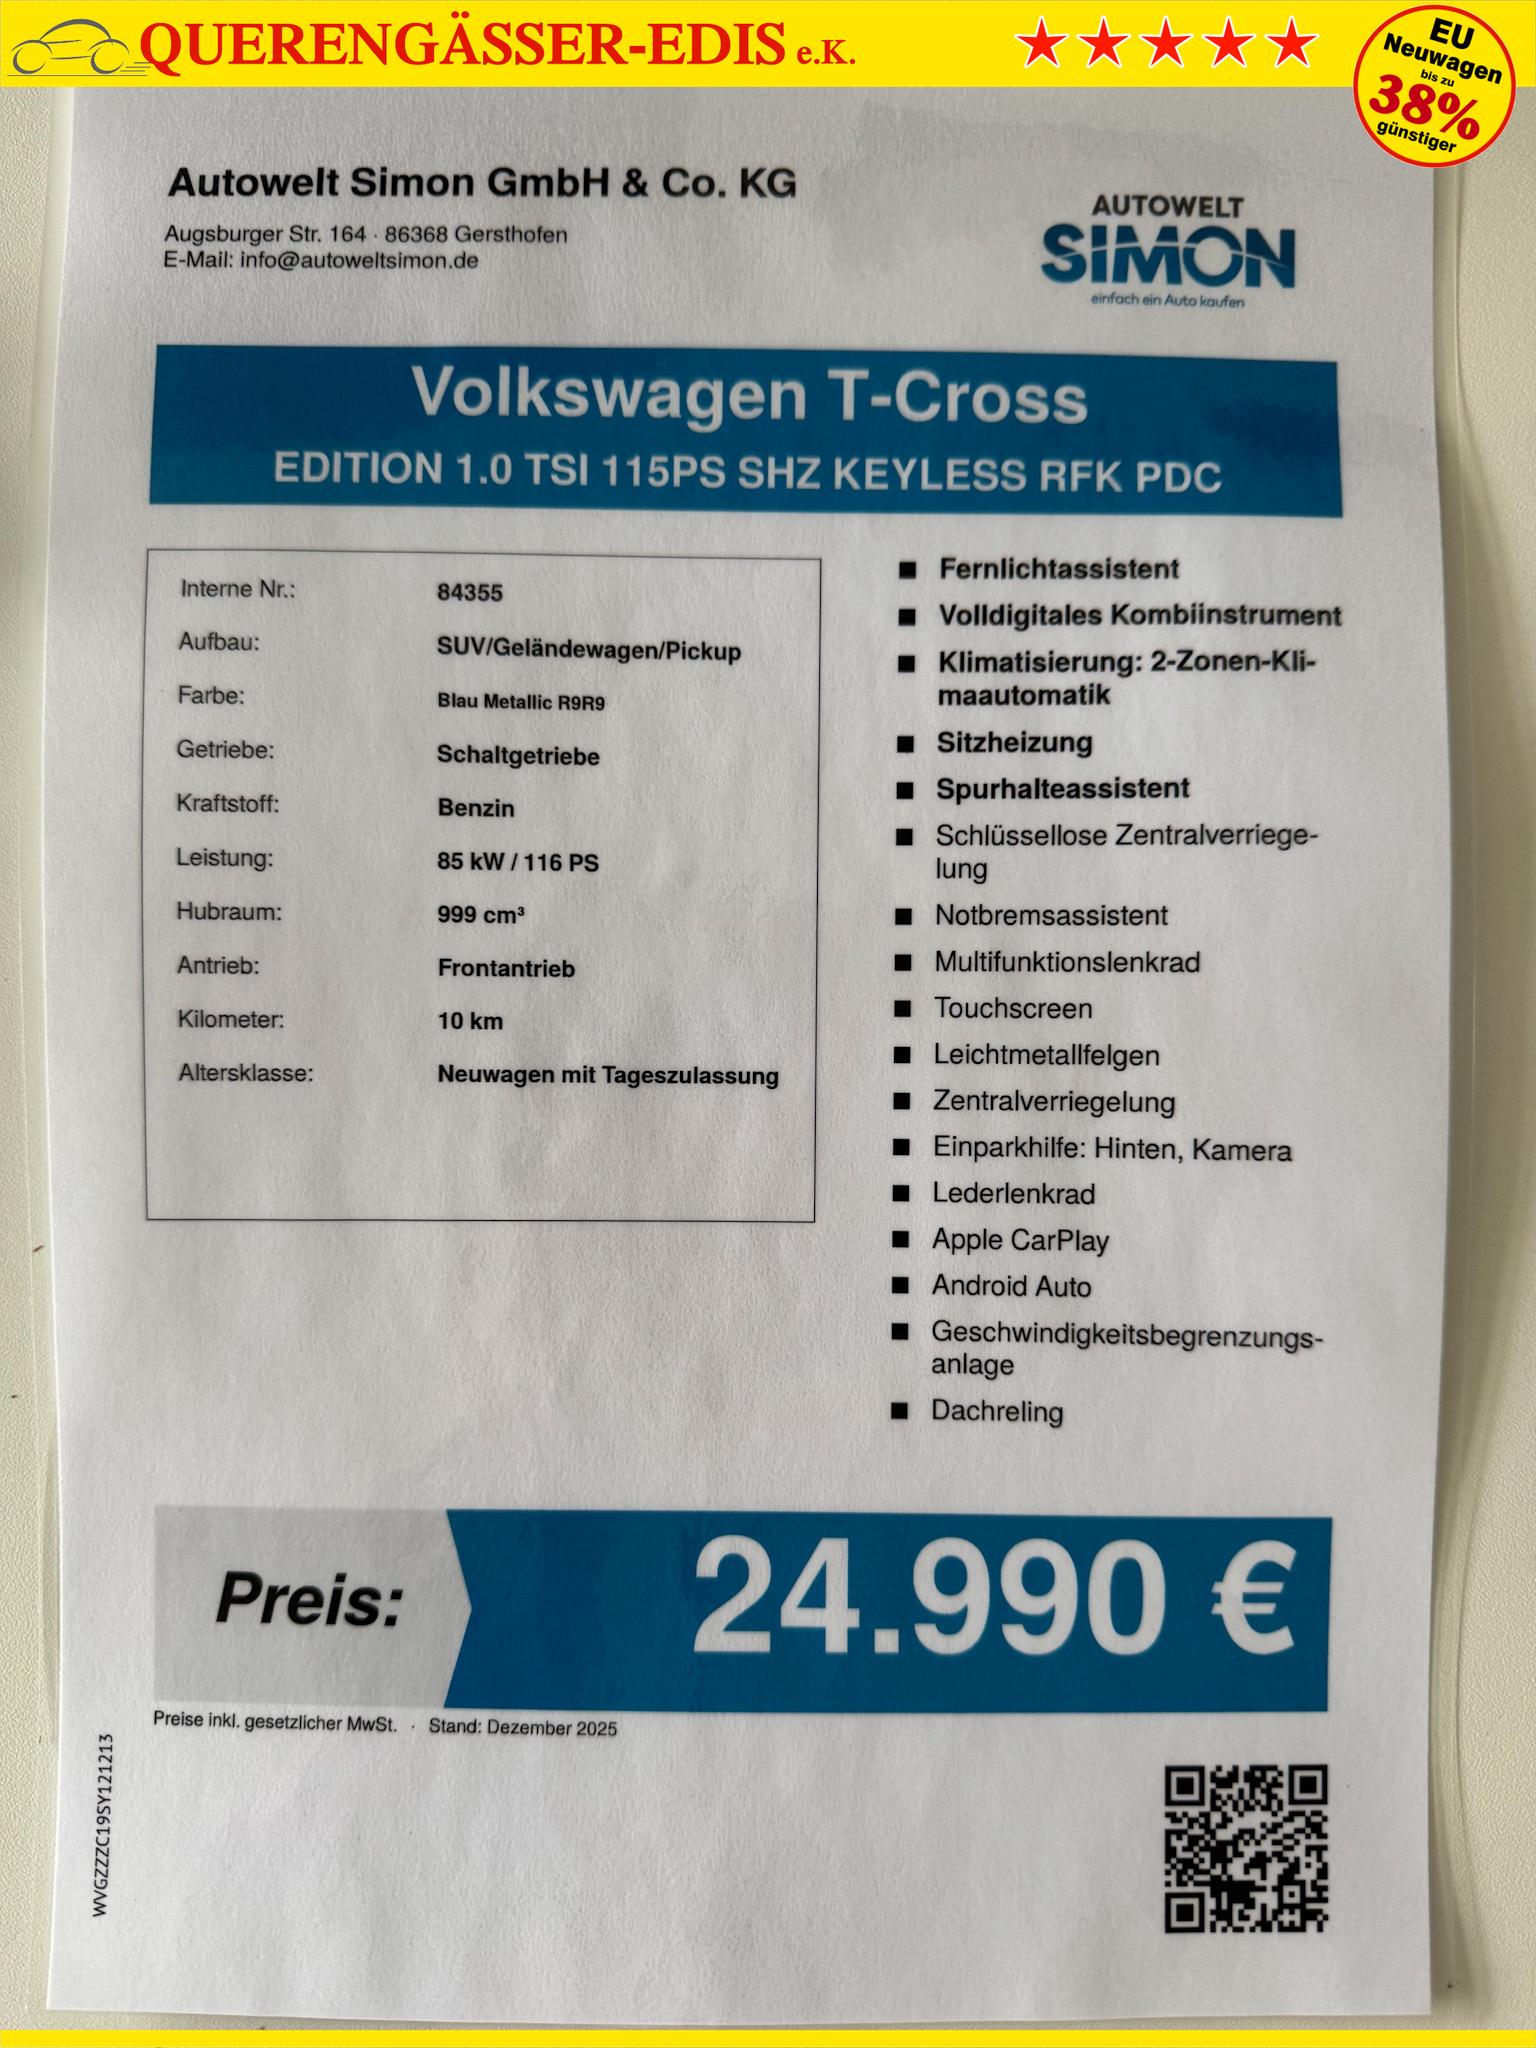 QUERENGÄSSER-EDIS e.K.
EU
Neuwagen
bis zu
38%
günstiger
Autowelt Simon GmbH & Co. KG
Augsburger Str. 164 · 86368 Gersthofen
E-Mail: info@autoweltsimon.de
AUTOWELT
SIMON
einfach ein Auto kaufen
Volkswagen T-Cross
EDITION 1.0 TSI 115PS SHZ KEYLESS RFK PDC
Interne Nr.: 84355
Aufbau: SUV/Geländewagen/Pickup
Farbe: Blau Metallic R9R9
Getriebe: Schaltgetriebe
Kraftstoff: Benzin
Leistung: 85 kW / 116 PS
Hubraum: 999 cm³
Antrieb: Frontantrieb
Kilometer: 10 km
Altersklasse: Neuwagen mit Tageszulassung
■ Fernlichtassistent
■ Volldigitales Kombiinstrument
■ Klimatisierung: 2-Zonen-Kli-
maautomatik
■ Sitzheizung
■ Spurhalteassistent
■ Schlüssellose Zentralverriege-
lung
■ Notbremsassistent
■ Multifunktionslenkrad
■ Touchscreen
■ Leichtmetallfelgen
■ Zentralverriegelung
■ Einparkhilfe: Hinten, Kamera
■ Lederlenkrad
■ Apple CarPlay
■ Android Auto
■ Geschwindigkeitsbegrenzungs-
anlage
■ Dachreling
Preis: 24.990 €
Preise inkl. gesetzlicher MwSt. · Stand: Dezember 2025
WVGZZZC19SY121213